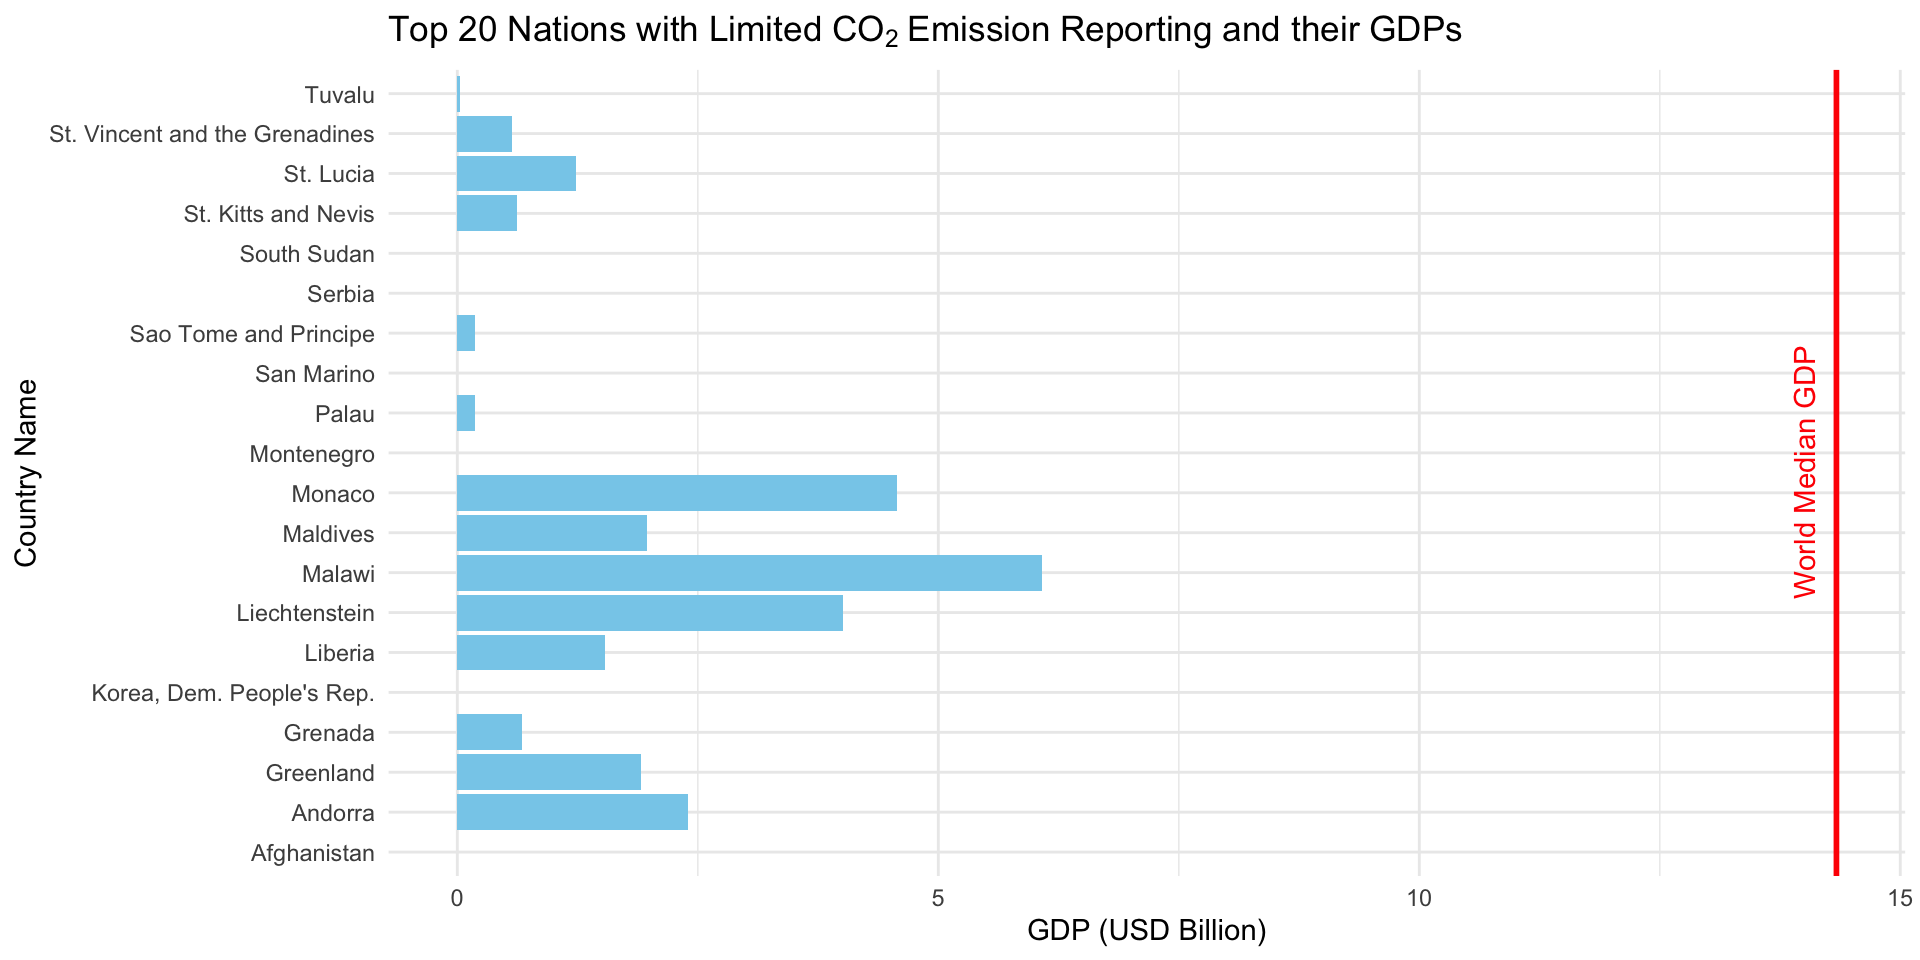 Top 20 Nations with Limited CO₂ Emission Reporting and their GDPs
Country Name
Tuvalu
St. Vincent and the Grenadines
St. Lucia
St. Kitts and Nevis
South Sudan
Serbia
Sao Tome and Principe
San Marino
Palau
Montenegro
Monaco
Maldives
Malawi
Liechtenstein
Liberia
Korea, Dem. People's Rep.
Grenada
Greenland
Andorra
Afghanistan
World Median GDP
0 5 10 15
GDP (USD Billion)